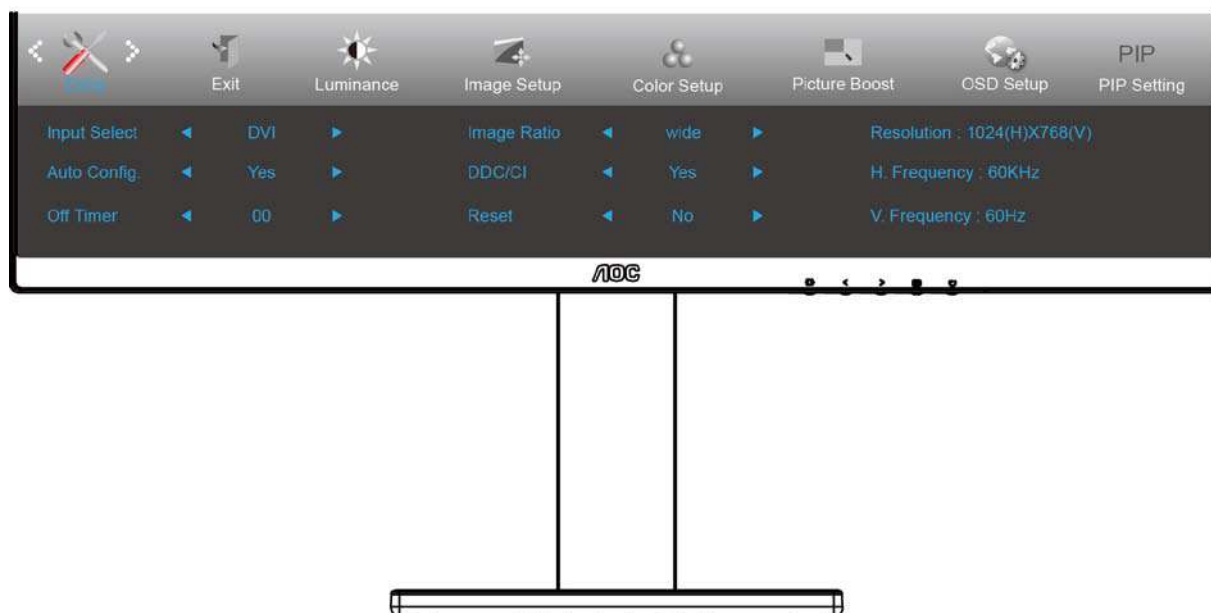 Exit
Luminance
Image Setup
Color Setup
Picture Boost
OSD Setup
PIP
PIP Setting
Input Select DVI Image Ratio wide Resolution : 1024(H)X768(V)
Auto Config. Yes DDC/CI Yes H. Frequency : 60KHz
Off Timer 00 Reset No V. Frequency : 60Hz
AOC